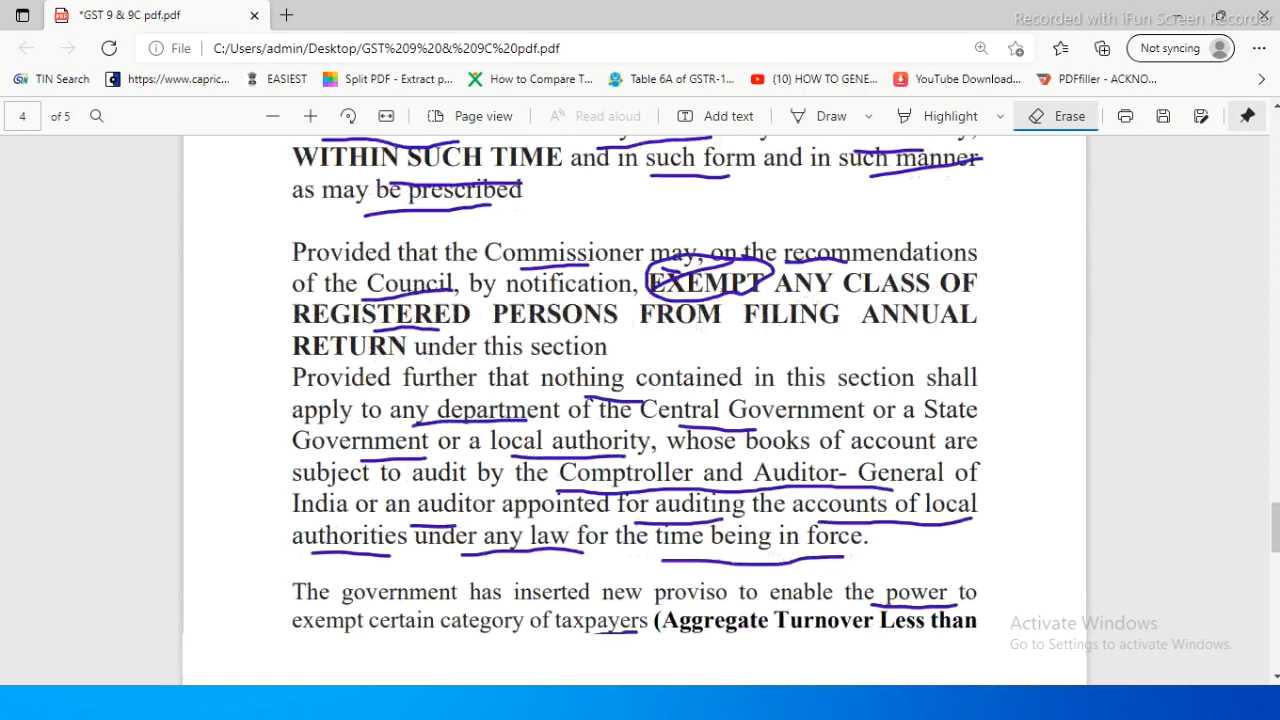 *GST 9 & 9C pdf.pdf
Recorded with iFun Screen Recorder
File C:/Users/admin/Desktop/GST%209%20&%209C%20pdf.pdf Not syncing
TIN Search https://www.capric... EASIEST Split PDF - Extract p... How to Compare T... Table 6A of GSTR-1... (10) HOW TO GENE... YouTube Download... PDFfiller - ACKNO...
4 of 5 Page view Read aloud Add text Draw Highlight Erase
WITHIN SUCH TIME and in such form and in such manner
as may be prescribed
Provided that the Commissioner may, on the recommendations
of the Council, by notification, EXEMPT ANY CLASS OF
REGISTERED PERSONS FROM FILING ANNUAL
RETURN under this section
Provided further that nothing contained in this section shall
apply to any department of the Central Government or a State
Government or a local authority, whose books of account are
subject to audit by the Comptroller and Auditor- General of
India or an auditor appointed for auditing the accounts of local
authorities under any law for the time being in force.
The government has inserted new proviso to enable the power to
exempt certain category of taxpayers (Aggregate Turnover Less than
Activate Windows
Go to Settings to activate Windows.